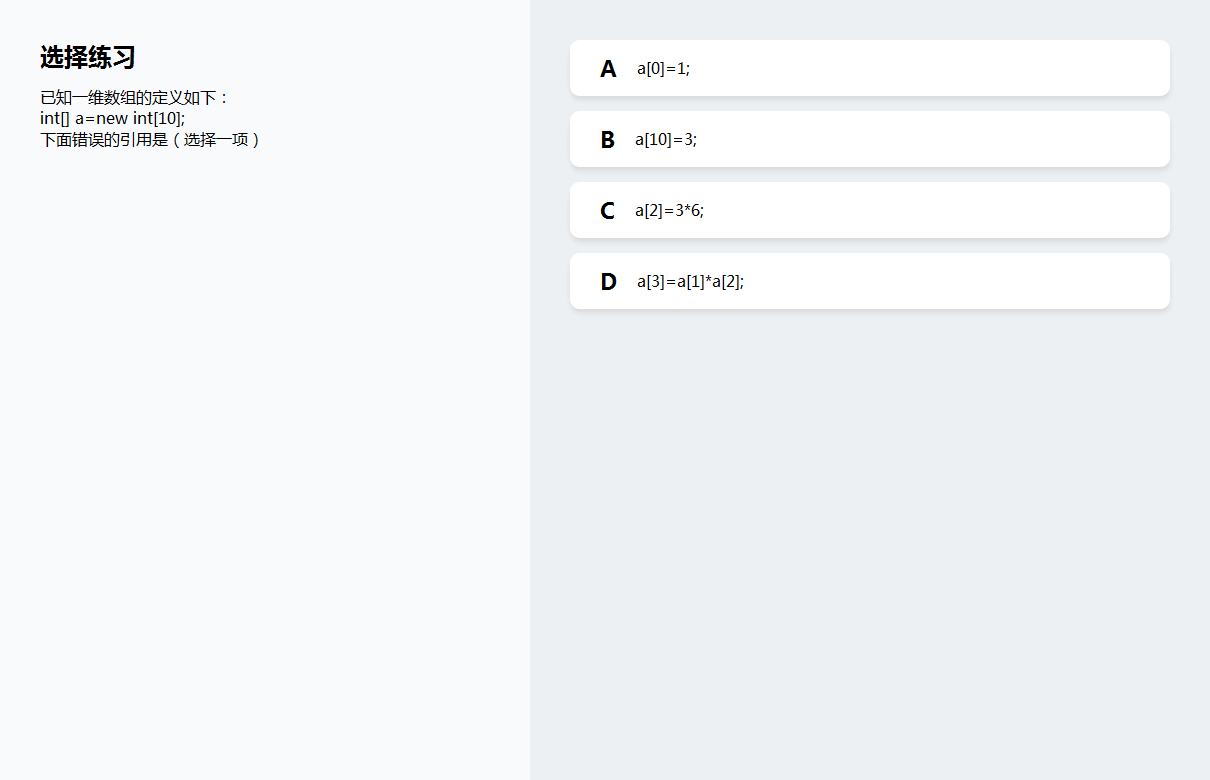 选择练习
已知一维数组的定义如下：
int[] a=new int[10];
下面错误的引用是（选择一项）
A a[0]=1;
B a[10]=3;
C a[2]=3*6;
D a[3]=a[1]*a[2];